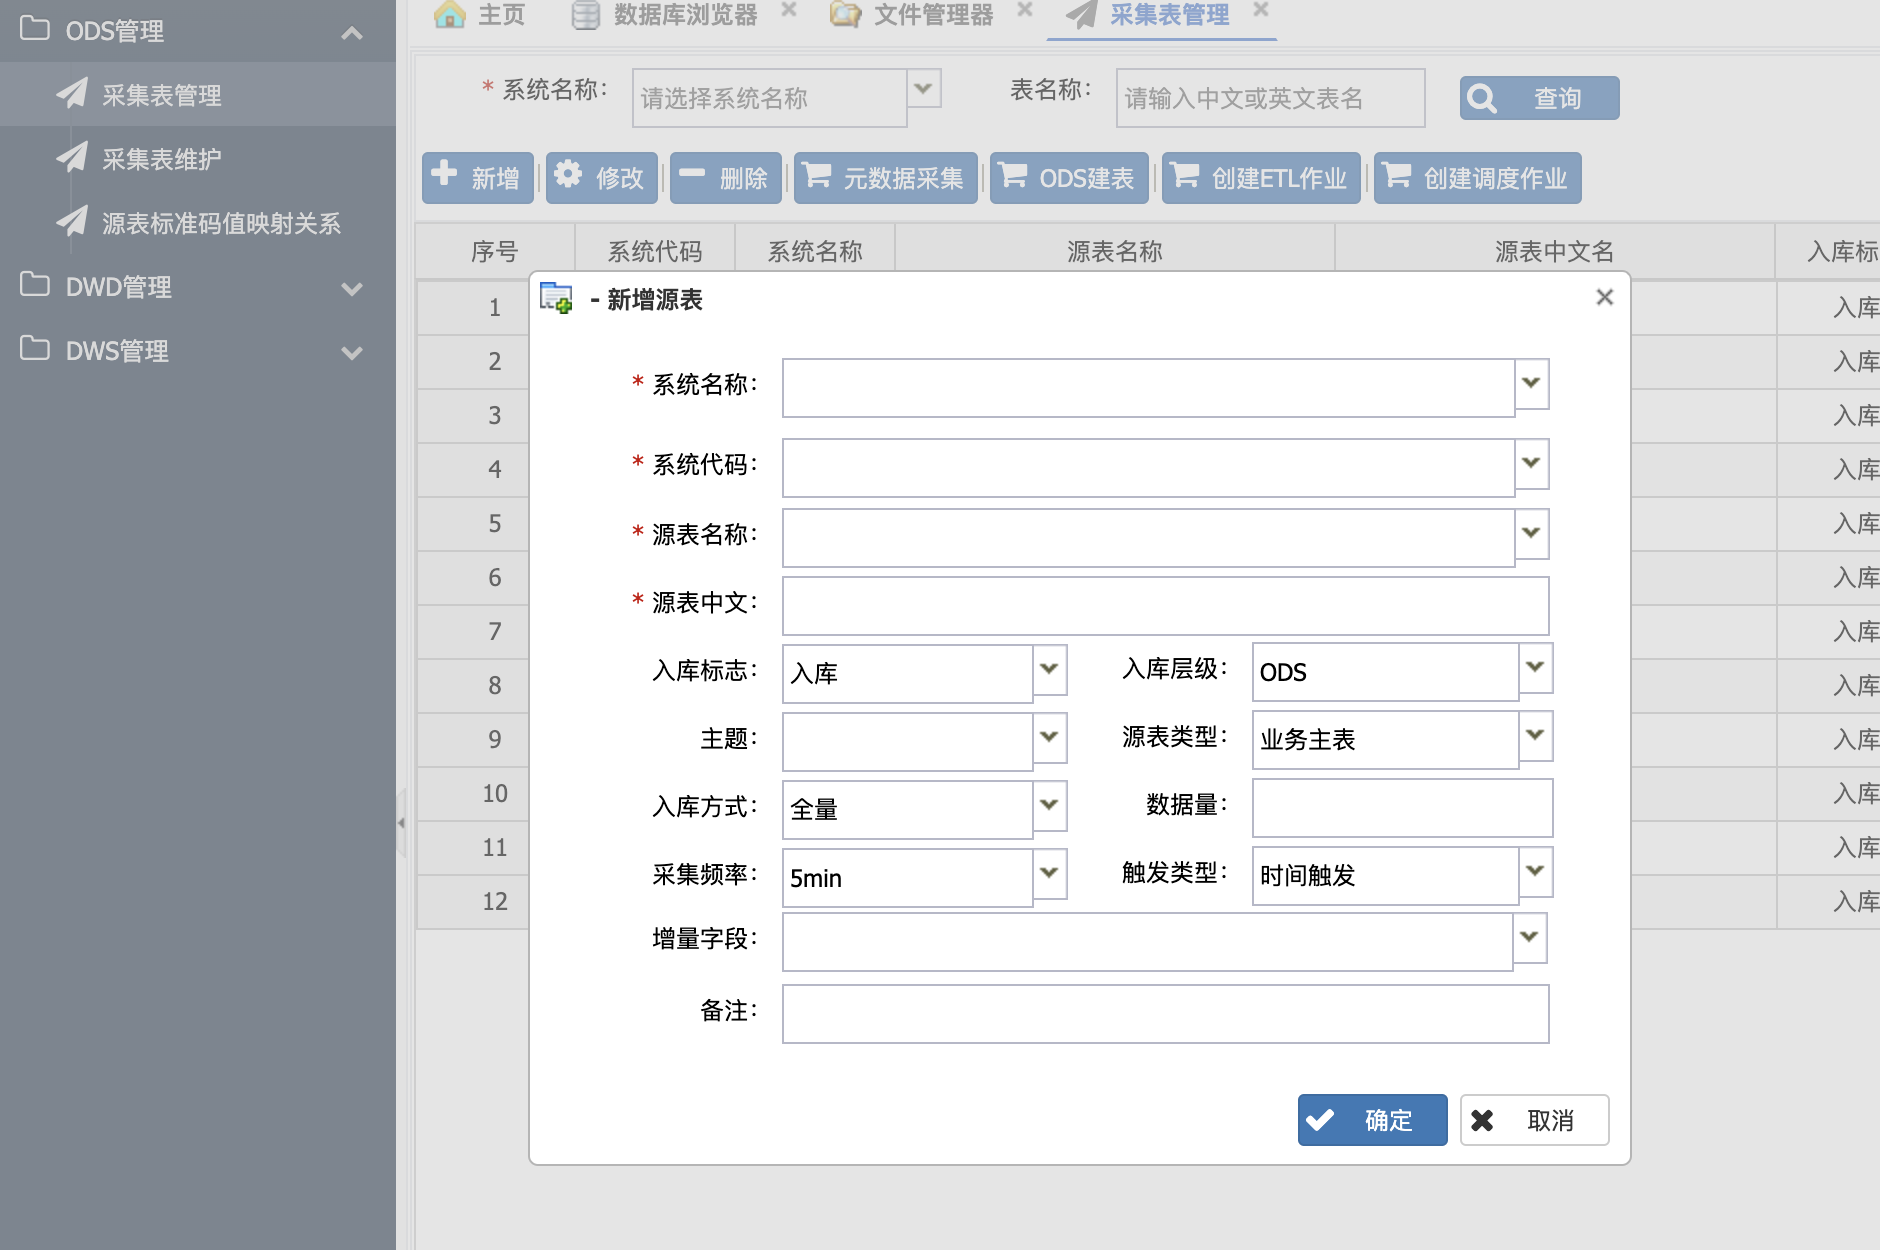 ODS管理
采集表管理
采集表维护
源表标准码值映射关系
DWD管理
DWS管理
主页 数据库浏览器 文件管理器 采集表管理
* 系统名称: 请选择系统名称 表名称: 请输入中文或英文表名 查询
新增 修改 删除 元数据采集 ODS建表 创建ETL作业 创建调度作业
序号 系统代码 系统名称 源表名称 源表中文名 入库标
1 入库
2 入库
3 入库
4 入库
5 入库
6 入库
7 入库
8 入库
9 入库
10 入库
11 入库
12 入库
- 新增源表
* 系统名称:
* 系统代码:
* 源表名称:
* 源表中文:
入库标志: 入库 入库层级: ODS
主题: 源表类型: 业务主表
入库方式: 全量 数据量:
采集频率: 5min 触发类型: 时间触发
增量字段:
备注:
确定 取消